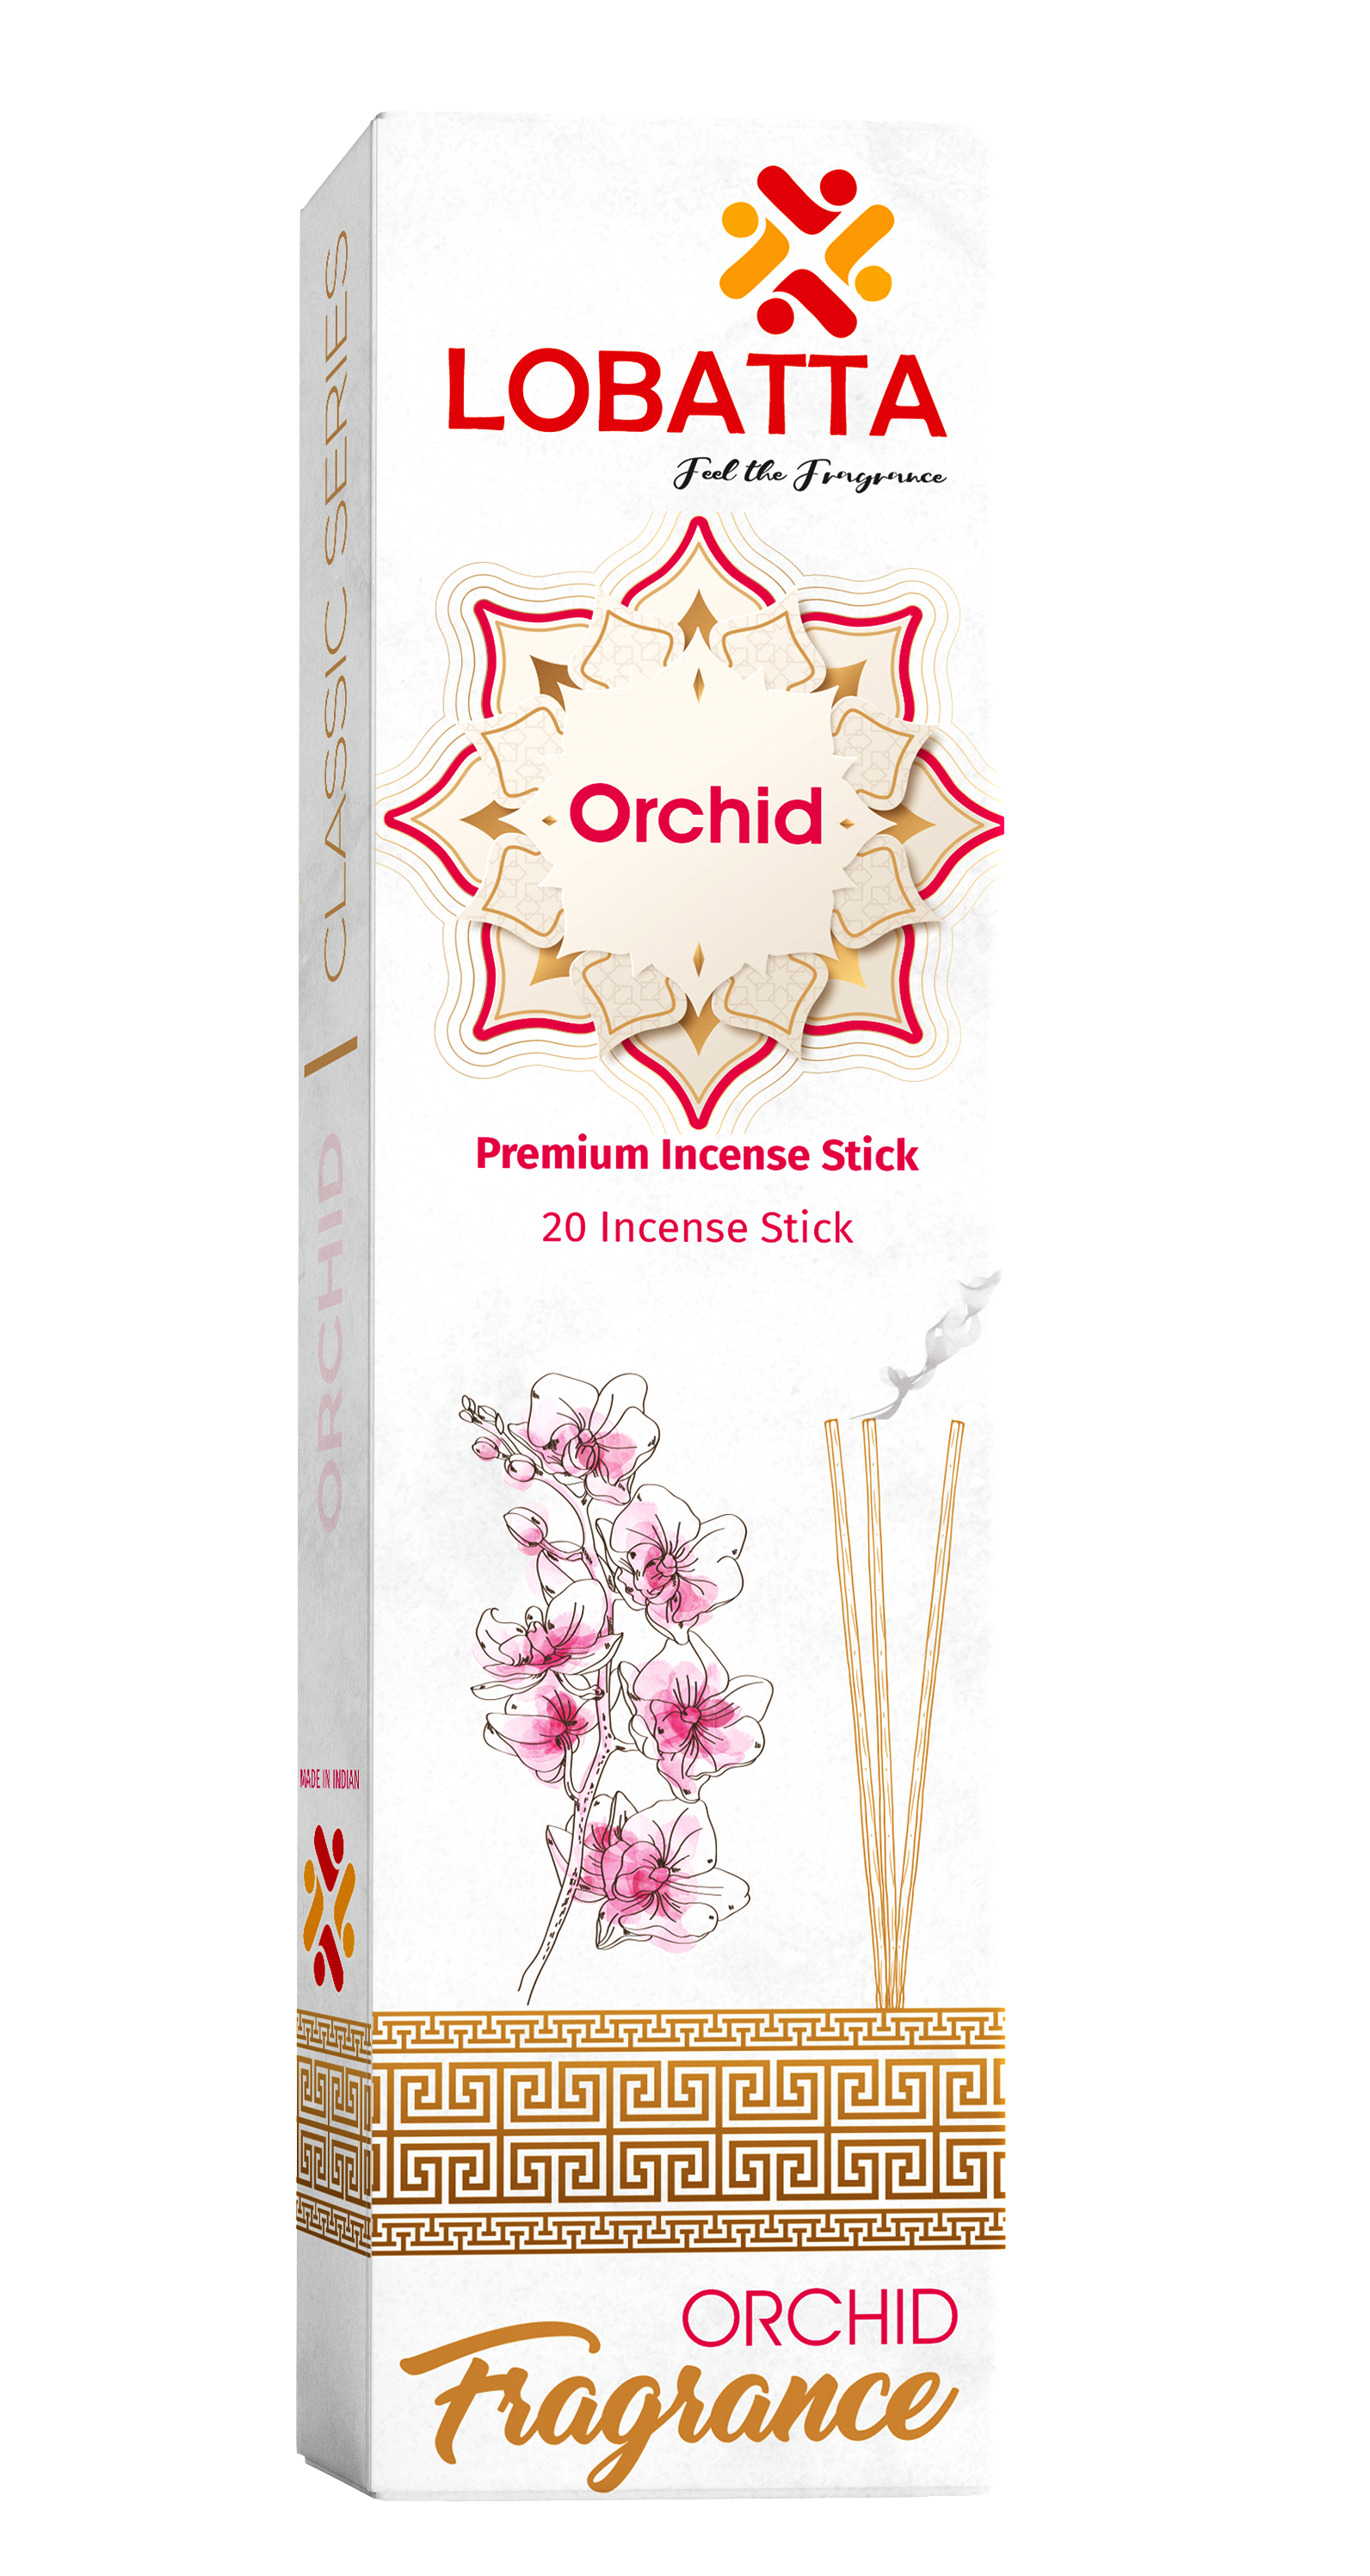 LOBATTA
Feel the Fragrance
Orchid
Premium Incense Stick
20 Incense Stick
ORCHID
Fragrance
ORCHID | CLASSIC SERIES
MADE IN INDIAN